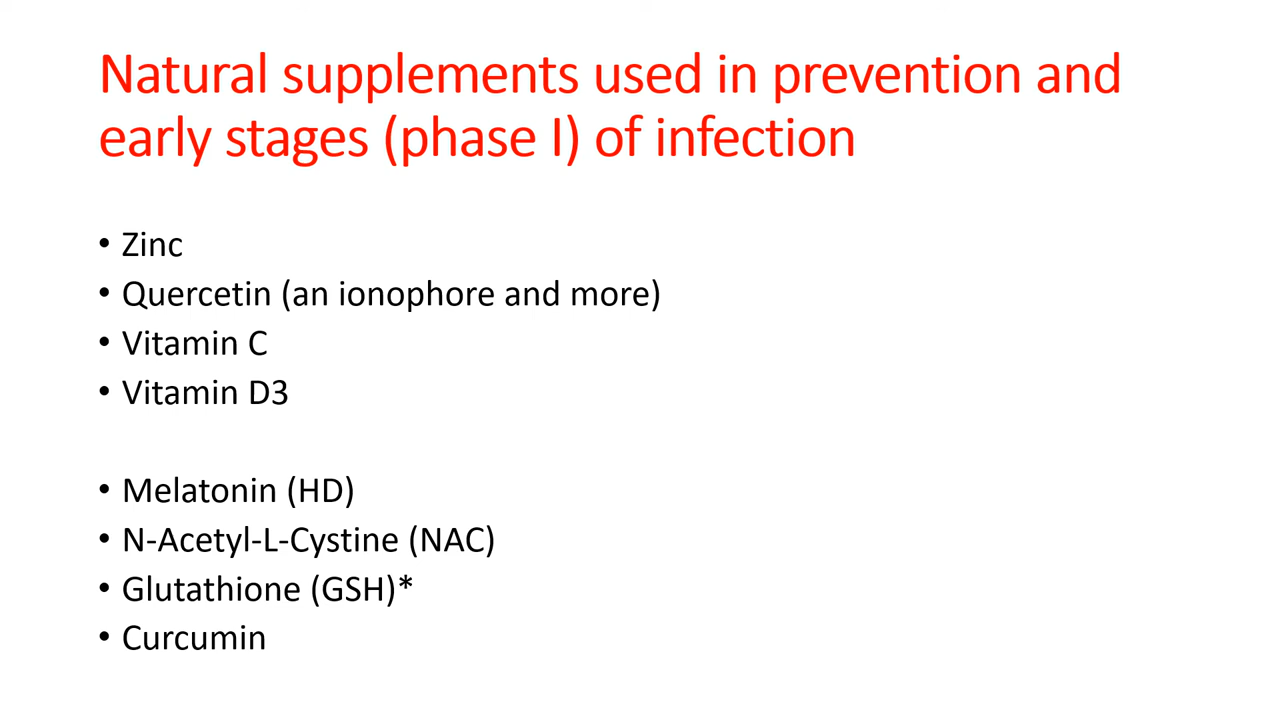 Natural supplements used in prevention and
early stages (phase I) of infection
• Zinc
• Quercetin (an ionophore and more)
• Vitamin C
• Vitamin D3
• Melatonin (HD)
• N-Acetyl-L-Cystine (NAC)
• Glutathione (GSH)*
• Curcumin